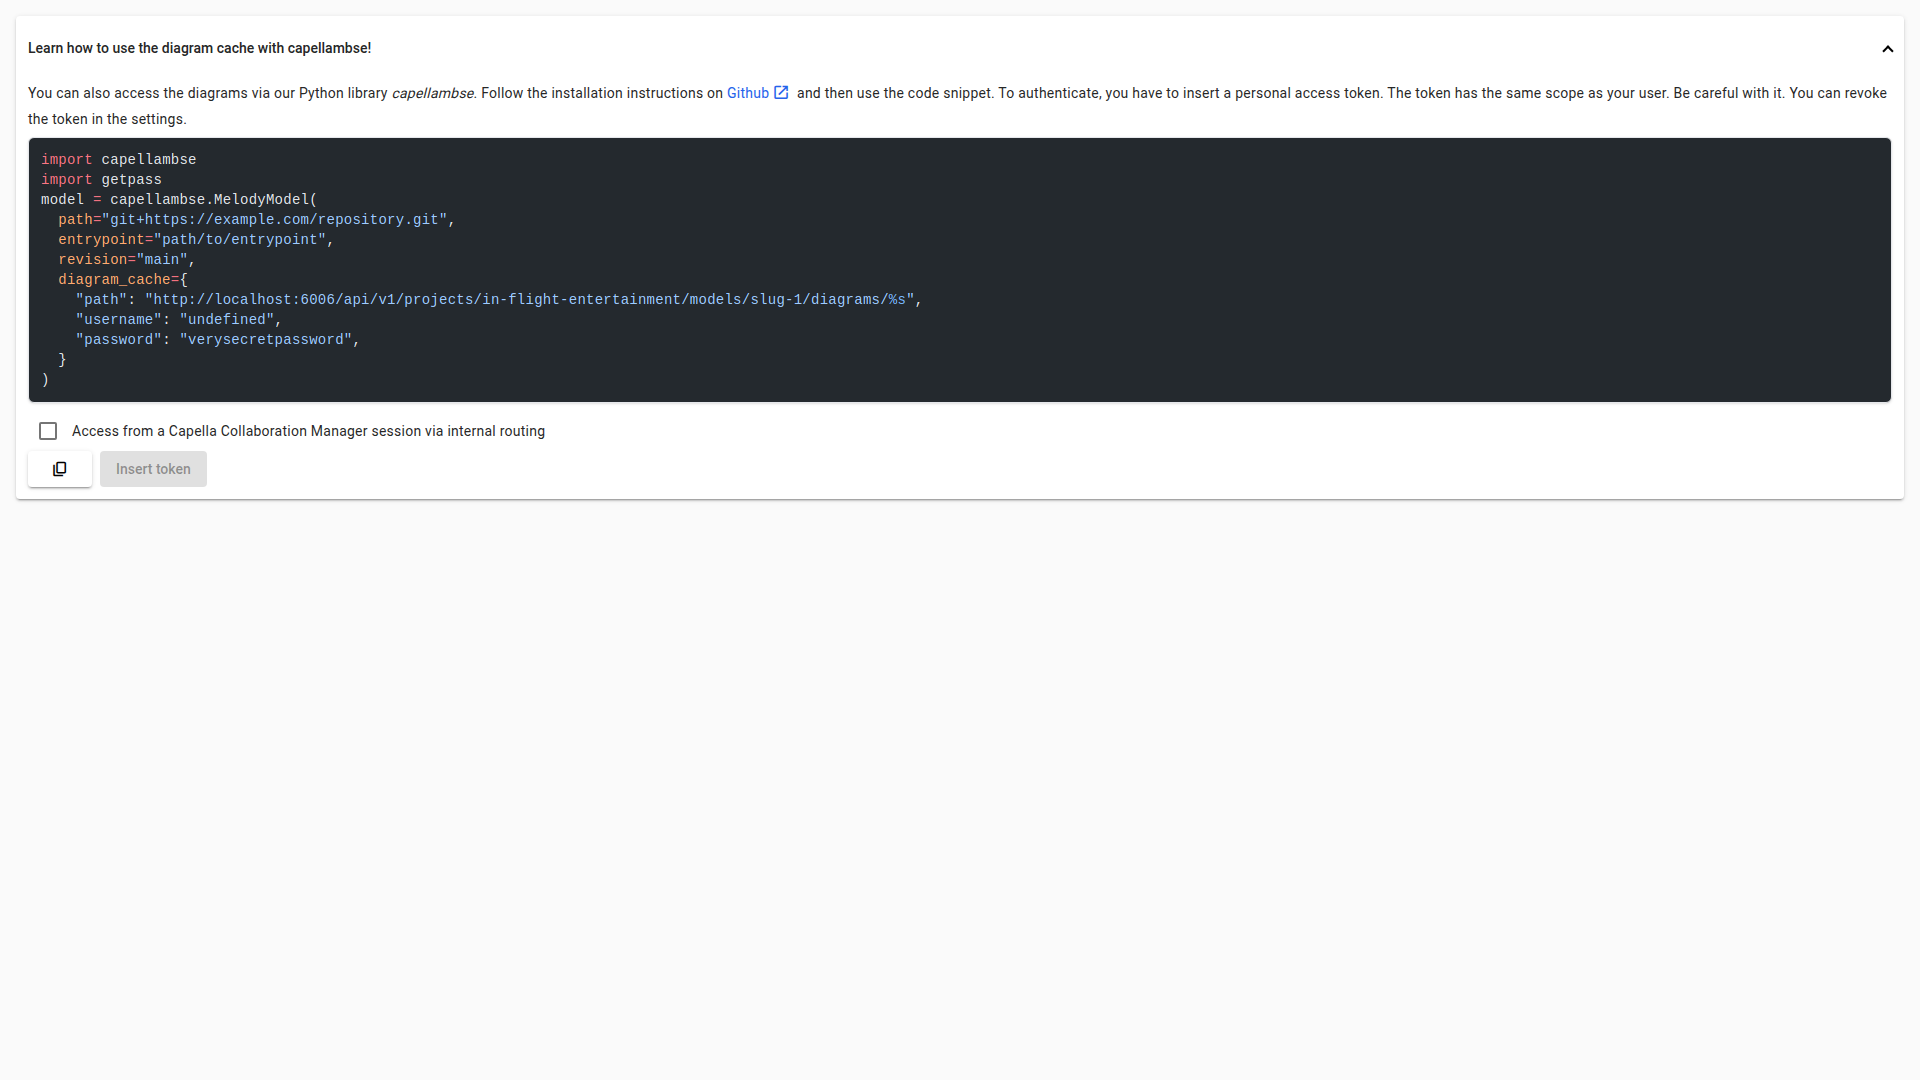 Learn how to use the diagram cache with capellambse!
You can also access the diagrams via our Python library capellambse. Follow the installation instructions on Github and then use the code snippet. To authenticate, you have to insert a personal access token. The token has the same scope as your user. Be careful with it. You can revoke
the token in the settings.
import capellambse
import getpass
model = capellambse.MelodyModel(
  path="git+https://example.com/repository.git",
  entrypoint="path/to/entrypoint",
  revision="main",
  diagram_cache={
    "path": "http://localhost:6006/api/v1/projects/in-flight-entertainment/models/slug-1/diagrams/%s",
    "username": "undefined",
    "password": "verysecretpassword",
  }
)
Access from a Capella Collaboration Manager session via internal routing
Insert token